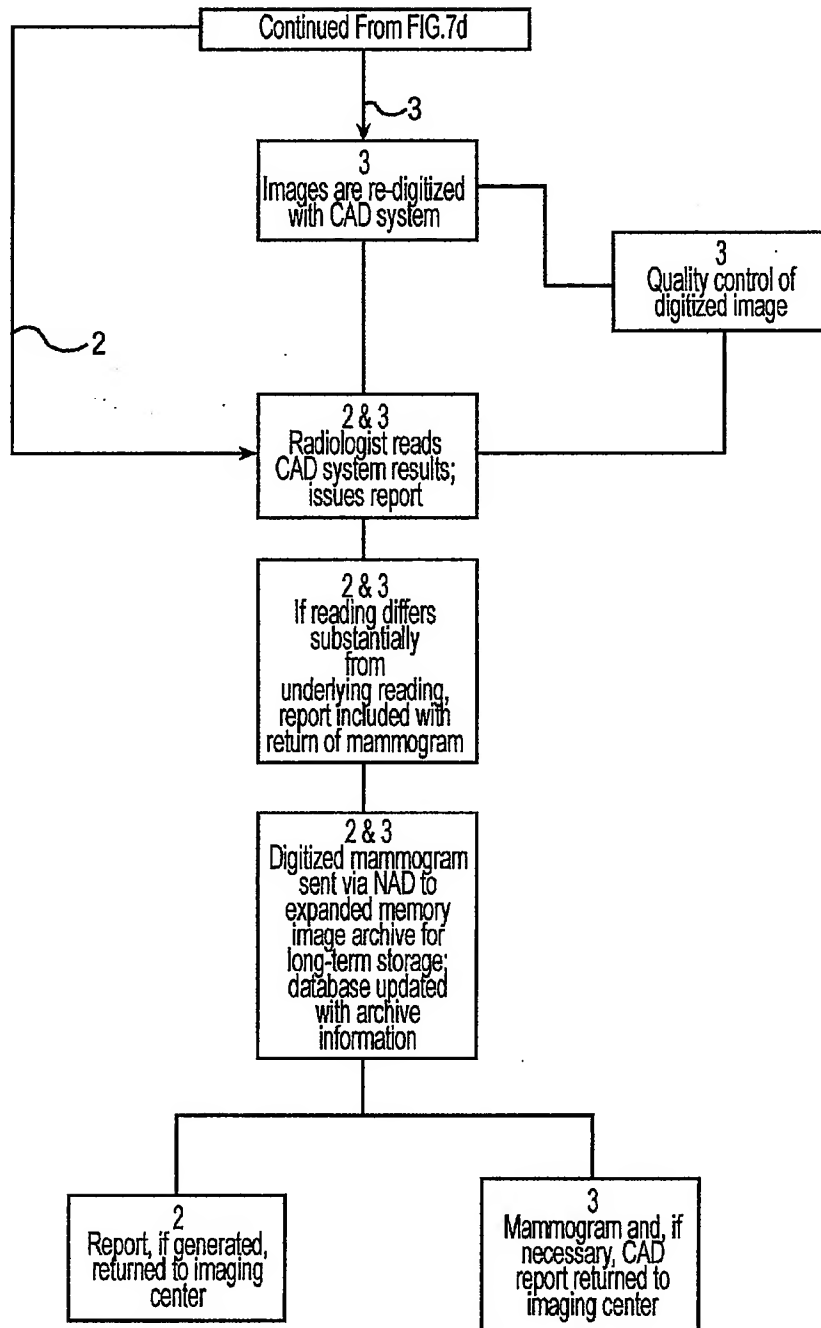 Continued From FIG.7d
3
3
Images are re-digitized
with CAD system
3
Quality control of
digitized image
2
2 & 3
Radiologist reads
CAD system results;
issues report
2 & 3
If reading differs
substantially
from
underlying reading,
report included with
return of mammogram
2 & 3
Digitized mammogram
sent via NAD to
expanded memory
image archive for
long-term storage;
database updated
with archive
information
2
Report, if generated,
returned to imaging
center
3
Mammogram and, if
necessary, CAD
report returned to
imaging center